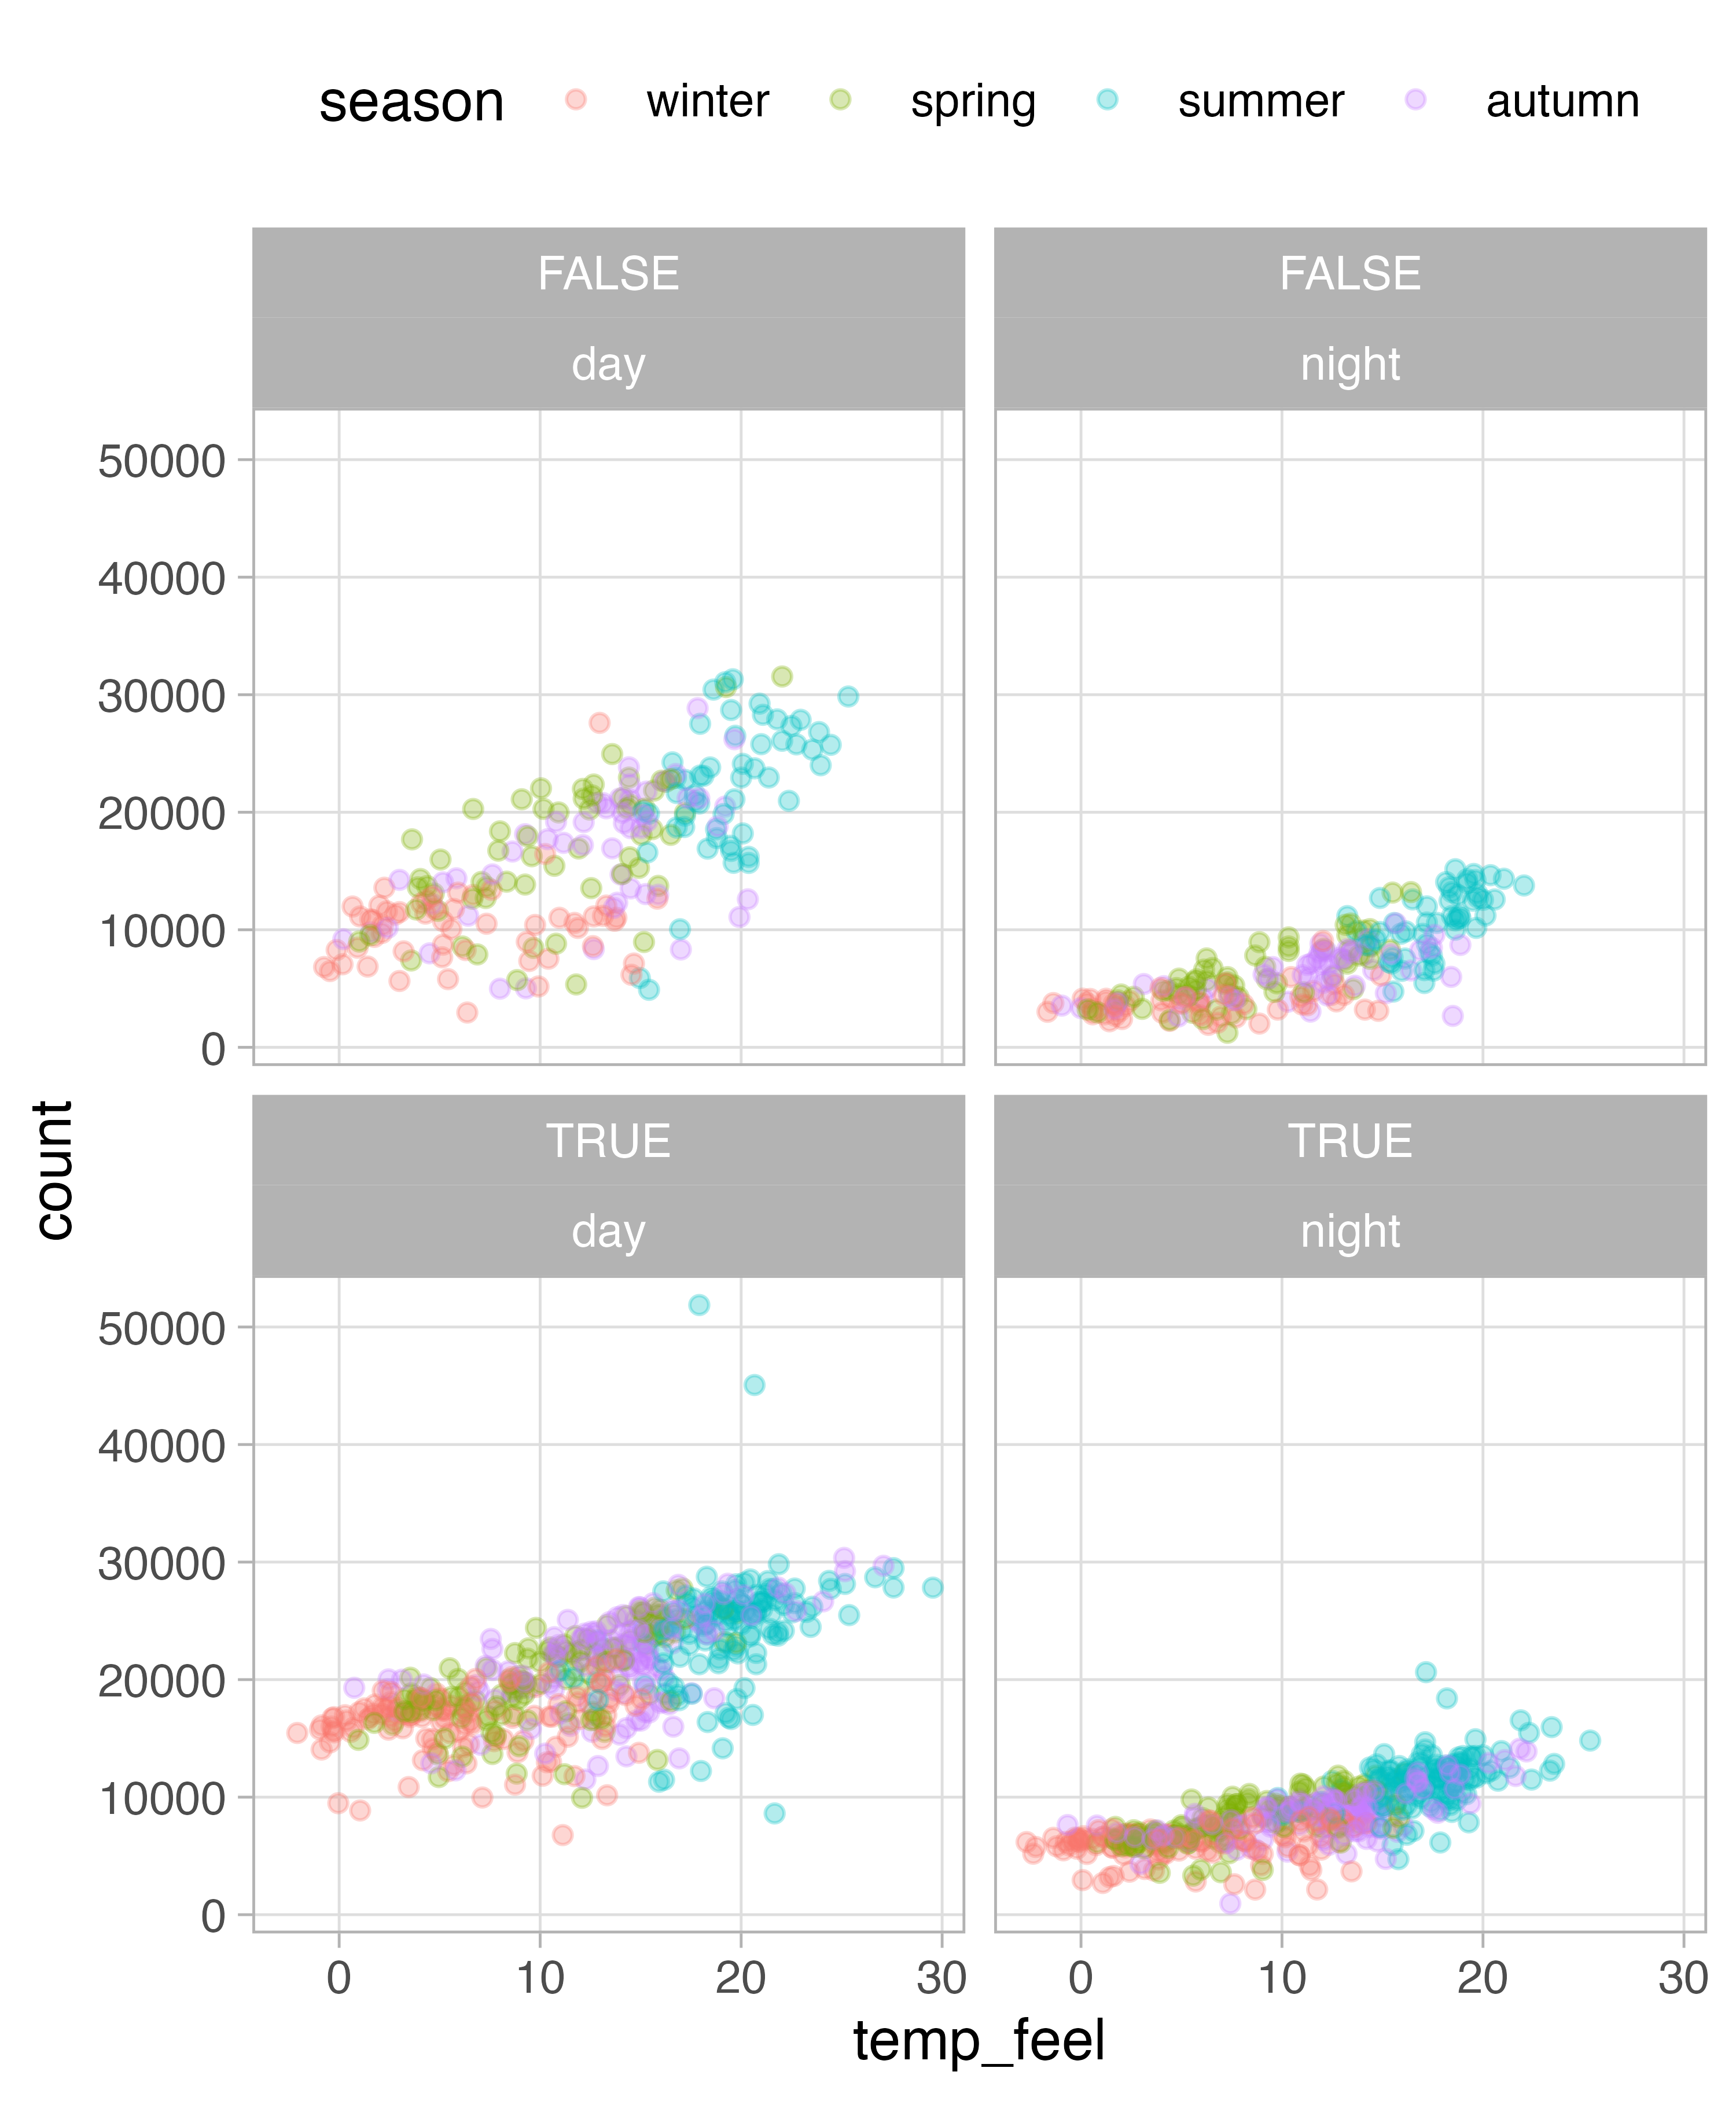 season winter spring summer autumn
FALSE FALSE
day night
50000
40000
30000
20000
10000
0
count
TRUE TRUE
day night
50000
40000
30000
20000
10000
0
0 10 20 30 0 10 20 30
temp_feel